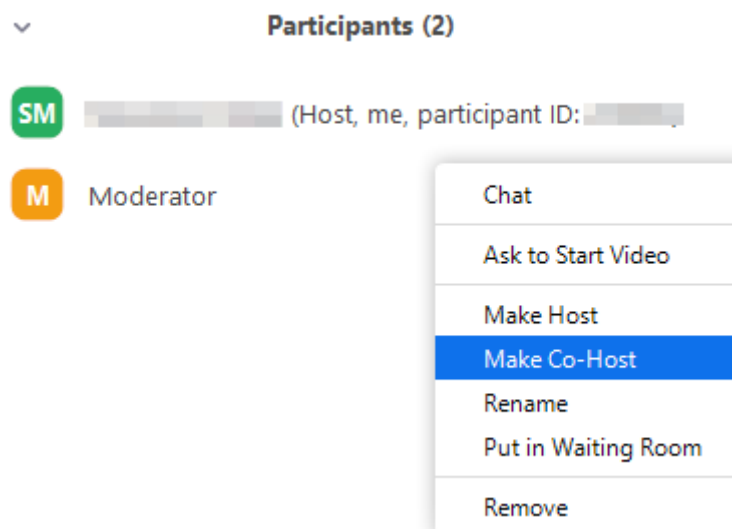 Participants (2)
SM (Host, me, participant ID:
M Moderator
Chat
Ask to Start Video
Make Host
Make Co-Host
Rename
Put in Waiting Room
Remove